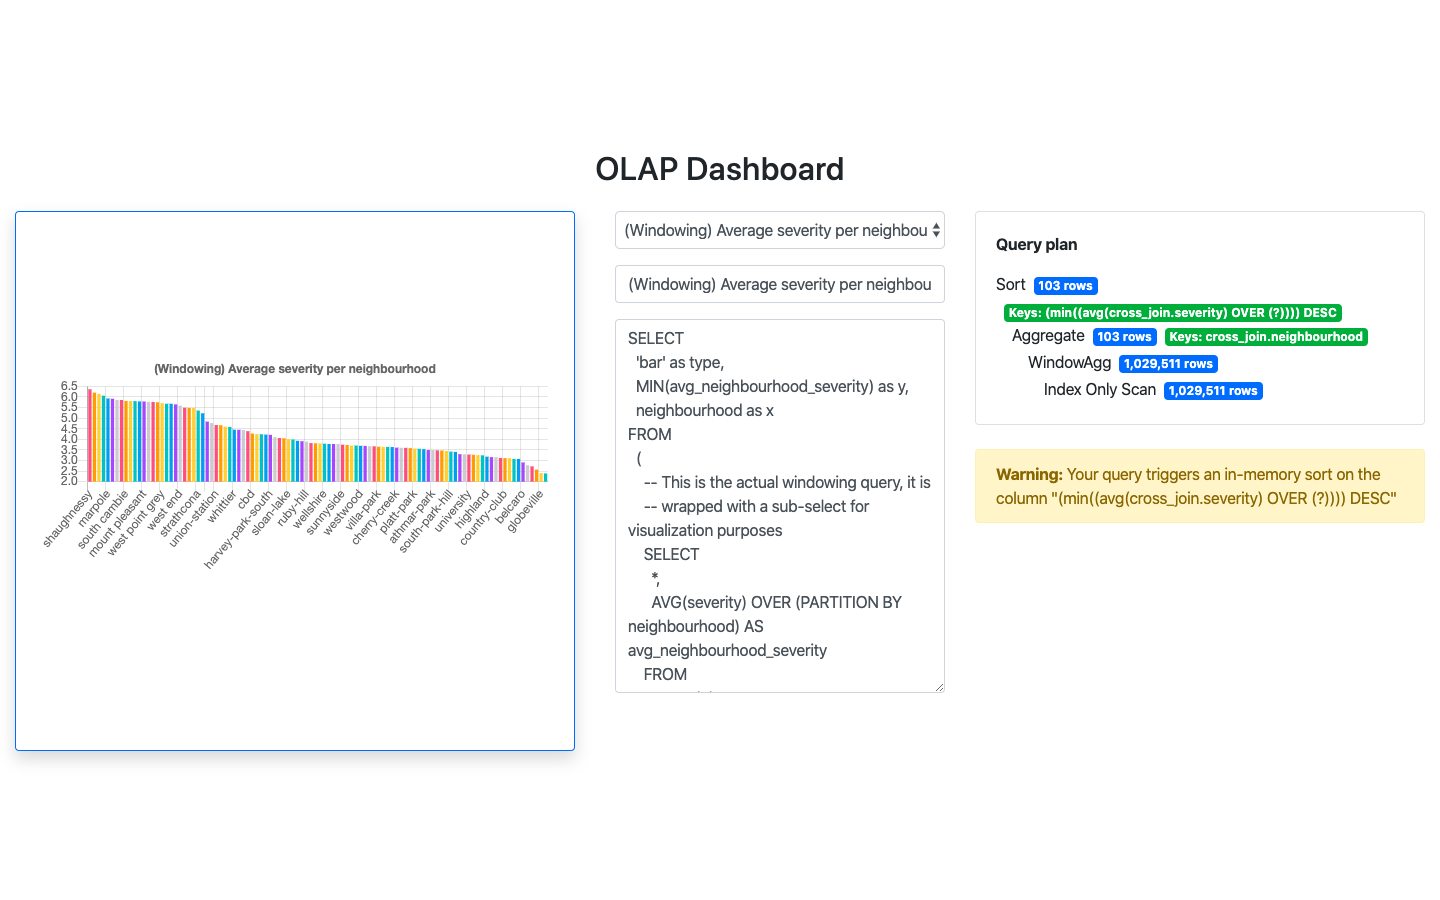 OLAP Dashboard
(Windowing) Average severity per neighbourhood
6.5
6.0
5.5
5.0
4.5
4.0
3.5
3.0
2.5
2.0
shaughnessy
marpole
south cambie
mount pleasant
west point grey
west end
strathcona
union-station
whittier
cbd
harvey-park-south
sloan-lake
ruby-hill
wellshire
sunnyside
westwood
villa-park
cherry-creek
platt-park
athmar-park
south-park-hill
university
highland
country-club
belcaro
globeville
(Windowing) Average severity per neighbou
(Windowing) Average severity per neighbou
SELECT
'bar' as type,
MIN(avg_neighbourhood_severity) as y,
neighbourhood as x
FROM
(
-- This is the actual windowing query, it is
-- wrapped with a sub-select for
visualization purposes
SELECT
*,
AVG(severity) OVER (PARTITION BY
neighbourhood) AS
avg_neighbourhood_severity
FROM
Query plan
Sort 103 rows
Keys: (min((avg(cross_join.severity) OVER (?)))) DESC
Aggregate 103 rows Keys: cross_join.neighbourhood
WindowAgg 1,029,511 rows
Index Only Scan 1,029,511 rows
Warning: Your query triggers an in-memory sort on the
column "(min((avg(cross_join.severity) OVER (?)))) DESC"